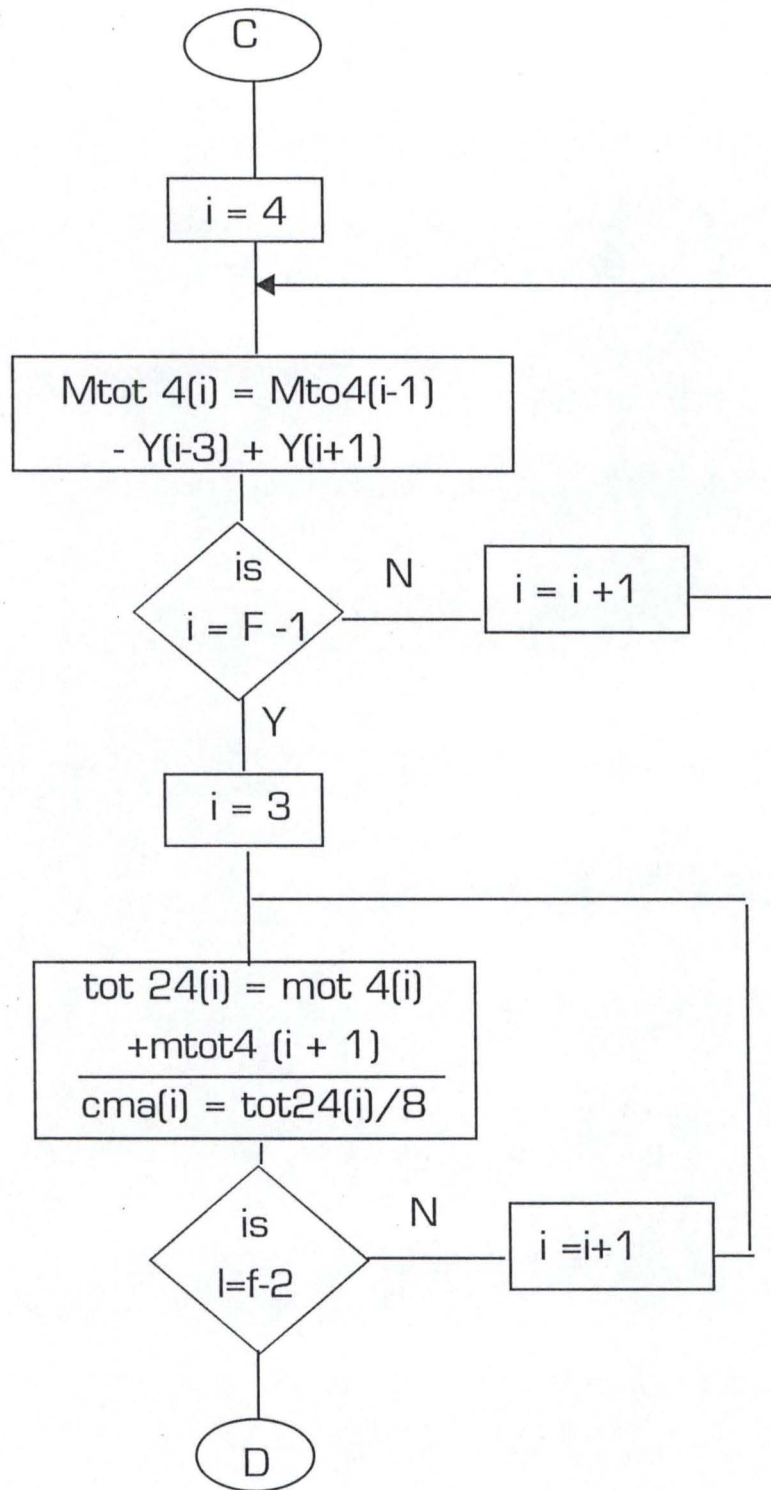 C
i = 4
Mtot 4(i) = Mto4(i-1)
- Y(i-3) + Y(i+1)
is
i = F -1
N
i = i +1
Y
i = 3
tot 24(i) = mot 4(i)
+mtot4 (i + 1)
cma(i) = tot24(i)/8
is
I=f-2
N
i =i+1
D